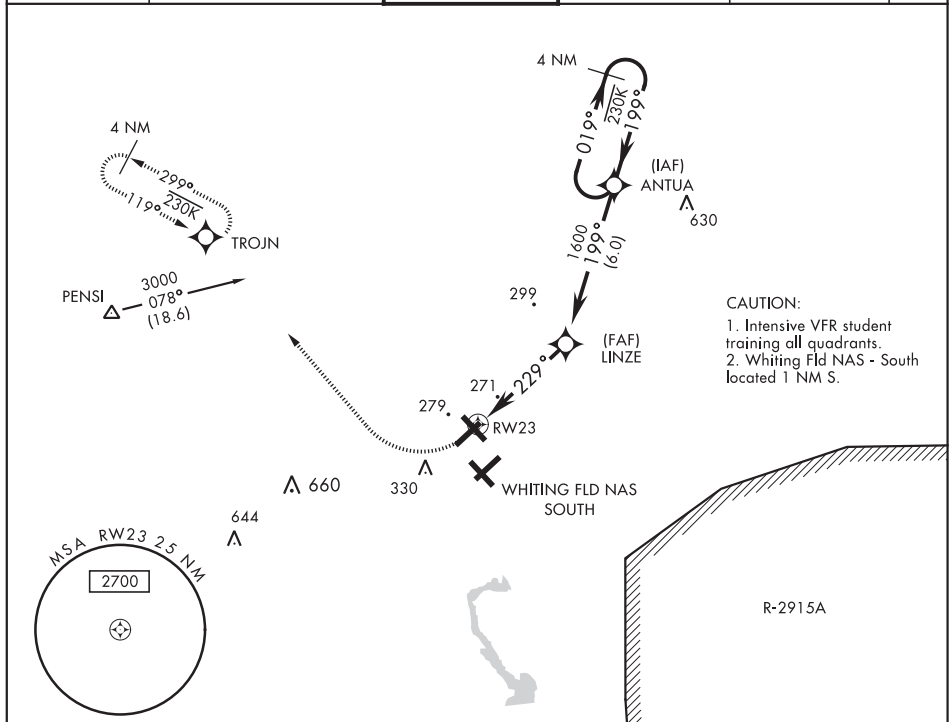 4 NM
230K
019°
199°
(IAF)
ANTUA
630
4 NM
299°
230K
119°
TROJN
1600
199°
(6.0)
PENSI
3000
078°
(18.6)
299
(FAF)
LINZE
CAUTION:
1. Intensive VFR student
training all quadrants.
2. Whiting Fld NAS - South
located 1 NM S.
229°
271
279
RW23
330
660
WHITING FLD NAS
SOUTH
644
MSA RW23 25 NM
2700
R-2915A